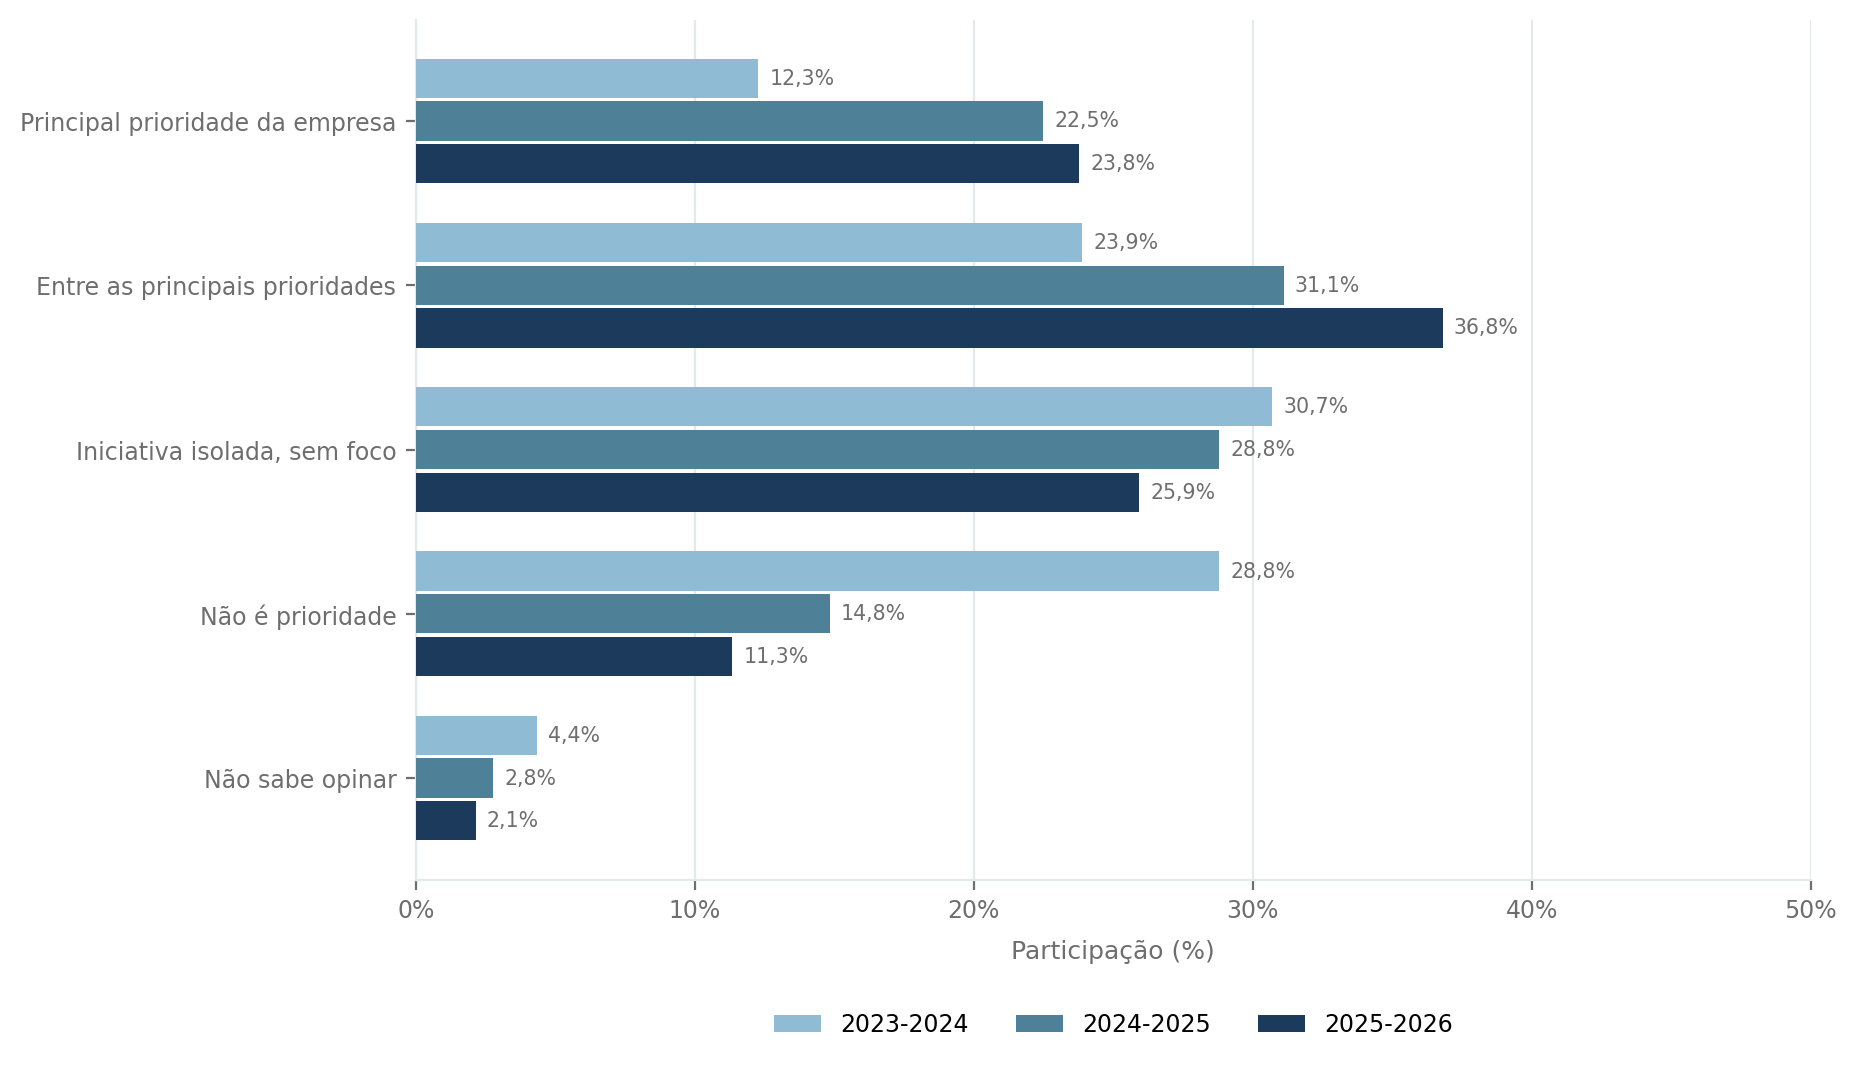 12,3%
Principal prioridade da empresa
22,5%
23,8%
23,9%
Entre as principais prioridades
31,1%
36,8%
30,7%
Iniciativa isolada, sem foco
28,8%
25,9%
28,8%
Não é prioridade
14,8%
11,3%
4,4%
Não sabe opinar
2,8%
2,1%
0% 10% 20% 30% 40% 50%
Participação (%)
2023-2024 2024-2025 2025-2026